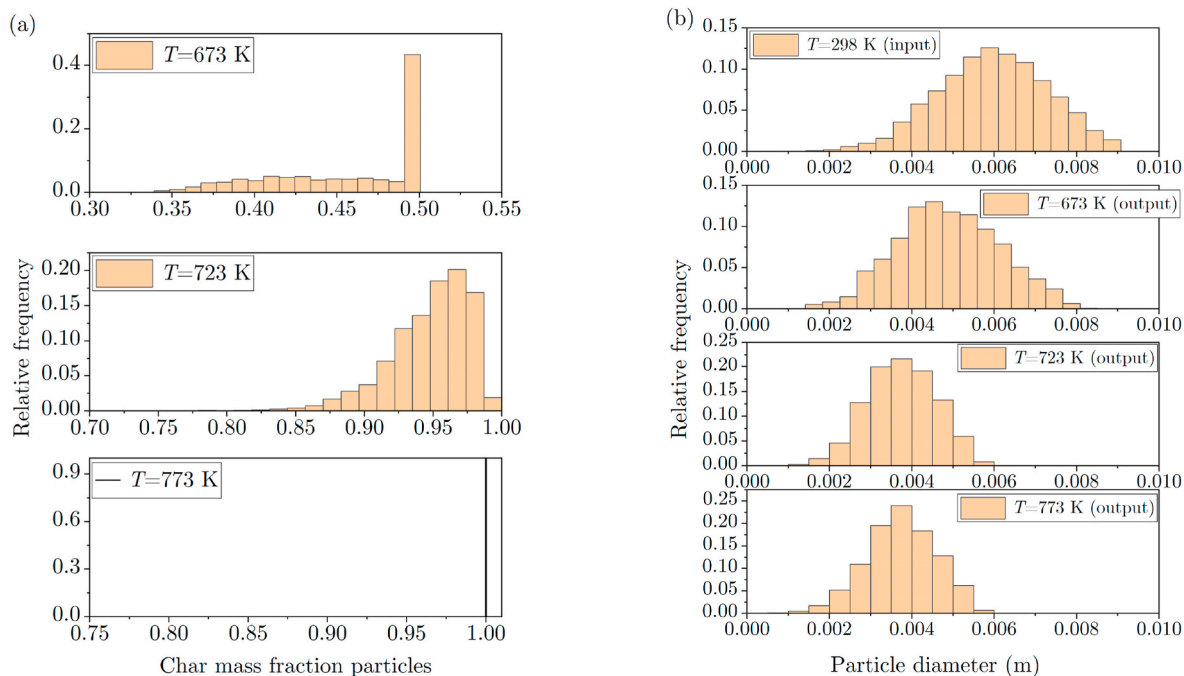 (a)
T=673 K
0.4
0.2
0.0
0.30 0.35 0.40 0.45 0.50 0.55
T=723 K
0.20
0.15
0.10
0.05
0.00
0.70 0.75 0.80 0.85 0.90 0.95 1.00
T=773 K
0.9
0.6
0.3
0.0
0.75 0.80 0.85 0.90 0.95 1.00
Relative frequency
Char mass fraction particles
(b)
T=298 K (input)
0.15
0.10
0.05
0.00
0.000 0.002 0.004 0.006 0.008 0.010
T=673 K (output)
0.15
0.10
0.05
0.00
0.000 0.002 0.004 0.006 0.008 0.010
T=723 K (output)
0.25
0.20
0.15
0.10
0.05
0.00
0.000 0.002 0.004 0.006 0.008 0.010
T=773 K (output)
0.25
0.20
0.15
0.10
0.05
0.00
0.000 0.002 0.004 0.006 0.008 0.010
Relative frequency
Particle diameter (m)